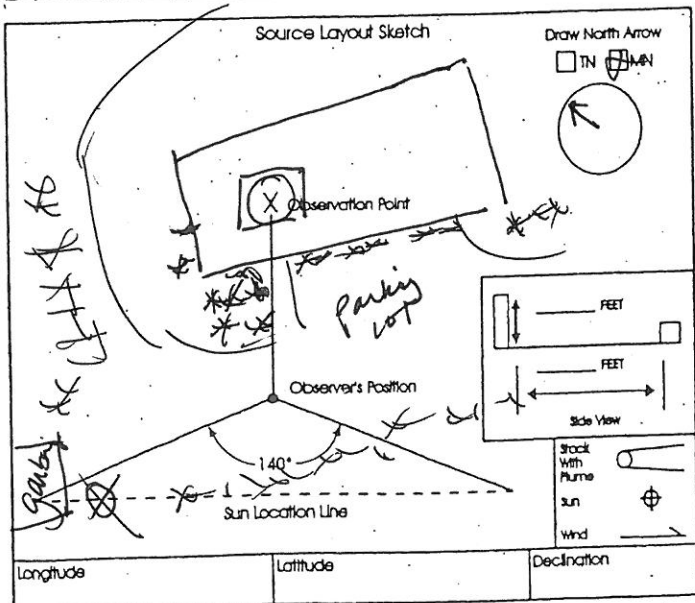 Source Layout Sketch
Draw North Arrow
TN MN
X Observation Point
Parking
LOT
FEET
FEET
Side View
Observer's Position
140°
Sun Location Line
Stack
With
Plume
Sun
Wind
Longitude
Latitude
Declination